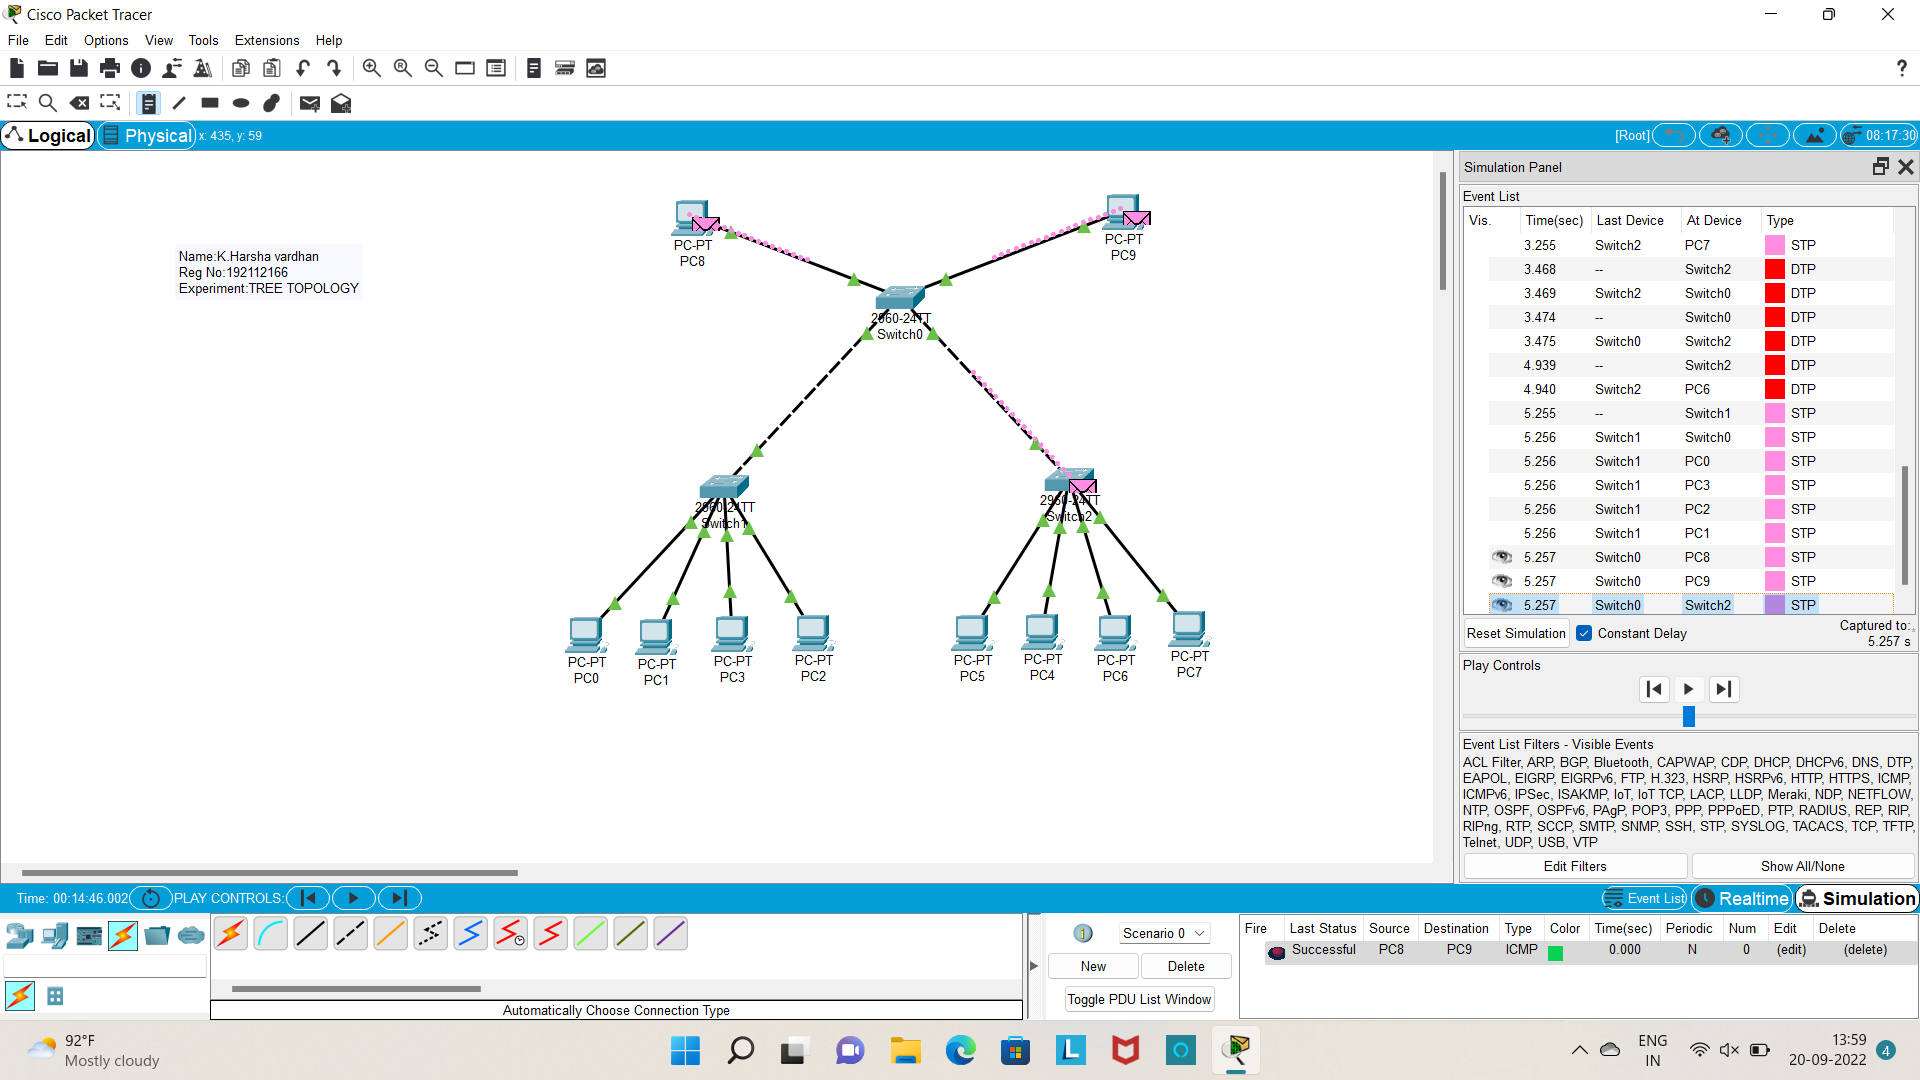 Cisco Packet Tracer
File Edit Options View Tools Extensions Help
Logical Physical x: 435, y: 59 [Root] 08:17:30
Name:K.Harsha vardhan
Reg No:192112166
Experiment:TREE TOPOLOGY
PC-PT
PC8
PC-PT
PC9
2960-24TT
Switch0
2960-24TT
Switch1
2960-24TT
Switch2
PC-PT
PC0
PC-PT
PC1
PC-PT
PC3
PC-PT
PC2
PC-PT
PC5
PC-PT
PC4
PC-PT
PC6
PC-PT
PC7
Simulation Panel
Event List
Vis. Time(sec) Last Device At Device Type
3.255 Switch2 PC7 STP
3.468 -- Switch2 DTP
3.469 Switch2 Switch0 DTP
3.474 -- Switch0 DTP
3.475 Switch0 Switch2 DTP
4.939 -- Switch2 DTP
4.940 Switch2 PC6 DTP
5.255 -- Switch1 STP
5.256 Switch1 Switch0 STP
5.256 Switch1 PC0 STP
5.256 Switch1 PC3 STP
5.256 Switch1 PC2 STP
5.256 Switch1 PC1 STP
5.257 Switch0 PC8 STP
5.257 Switch0 PC9 STP
5.257 Switch0 Switch2 STP
Reset Simulation Constant Delay Captured to:
5.257 s
Play Controls
Event List Filters - Visible Events
ACL Filter, ARP, BGP, Bluetooth, CAPWAP, CDP, DHCP, DHCPv6, DNS, DTP,
EAPOL, EIGRP, EIGRPv6, FTP, H.323, HSRP, HSRPv6, HTTP, HTTPS, ICMP,
ICMPv6, IPSec, ISAKMP, IoT, IoT TCP, LACP, LLDP, Meraki, NDP, NETFLOW,
NTP, OSPF, OSPFv6, PAgP, POP3, PPP, PPPoED, PTP, RADIUS, REP, RIP,
RIPng, RTP, SCCP, SMTP, SNMP, SSH, STP, SYSLOG, TACACS, TCP, TFTP,
Telnet, UDP, USB, VTP
Edit Filters Show All/None
Time: 00:14:46.002 PLAY CONTROLS: Event List Realtime Simulation
Scenario 0
New Delete
Toggle PDU List Window
Fire Last Status Source Destination Type Color Time(sec) Periodic Num Edit Delete
Successful PC8 PC9 ICMP 0.000 N 0 (edit) (delete)
Automatically Choose Connection Type
92°F
Mostly cloudy
ENG
IN
13:59
20-09-2022
4